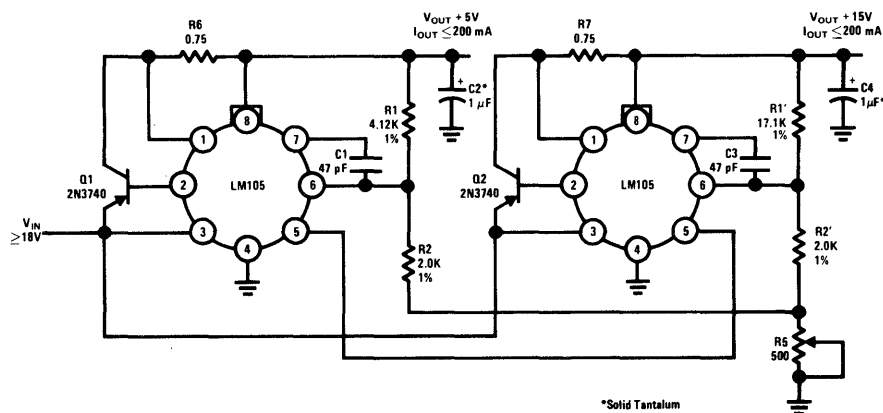 R6
0.75
VOUT + 5V
IOUT ≤200 mA
C2*
1 μF
+
R1
4.12K
1%
8
1
7
C1
47 pF
Q1
2N3740
2
LM105
6
VIN
≥18V
3
5
4
R2
2.0K
1%
R7
0.75
VOUT + 15V
IOUT ≤200 mA
+
C4
1μF*
R1'
17.1K
1%
8
1
7
C3
47 pF
Q2
2N3740
2
LM105
6
3
5
4
R2'
2.0K
1%
R5
500
*Solid Tantalum